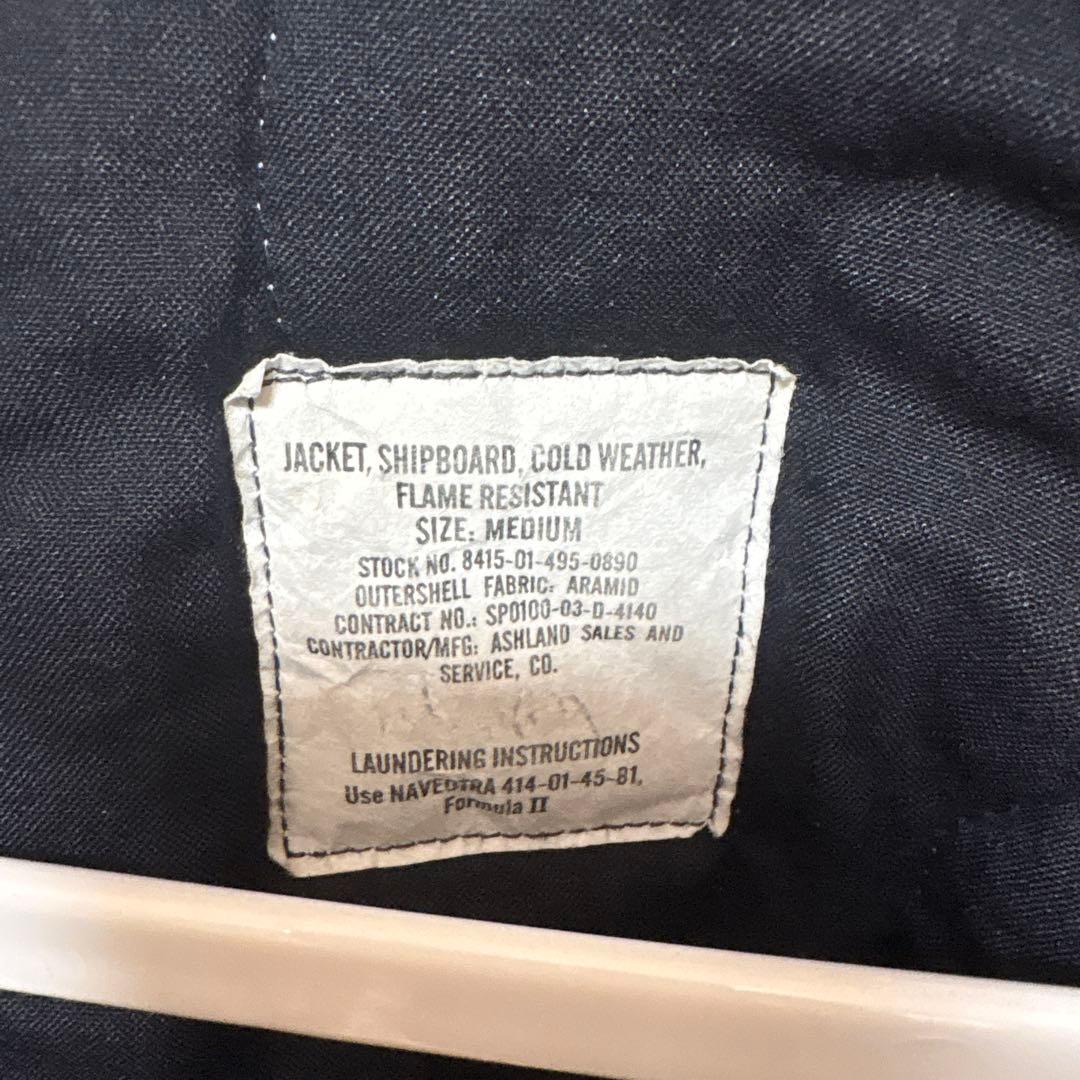 JACKET, SHIPBOARD, COLD WEATHER,
FLAME RESISTANT
SIZE: MEDIUM
STOCK NO. 8415-01-495-0890
OUTERSHELL FABRIC: ARAMID
CONTRACT NO.: SP0100-03-D-4140
CONTRACTOR/MFG: ASHLAND SALES AND
SERVICE, CO.
LAUNDERING INSTRUCTIONS
Use NAVEDTRA 414-01-45-81,
Formula II